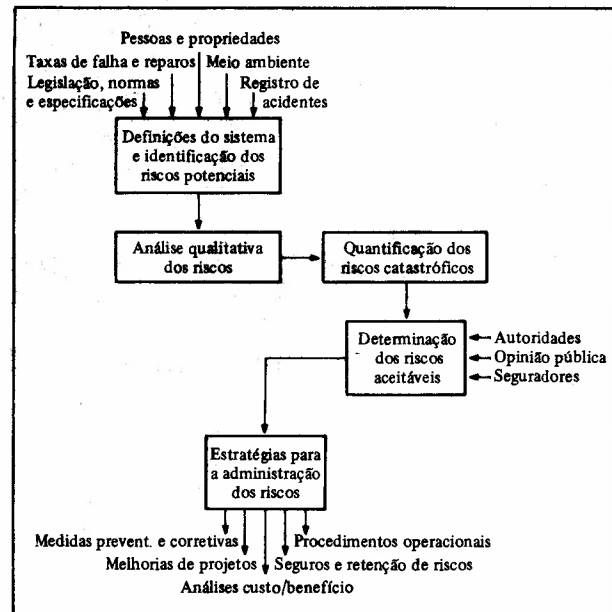 Pessoas e propriedades
Taxas de falha e reparos
Meio ambiente
Legislação, normas
e especificações
Registro de
acidentes
Definições do sistema
e identificação dos
riscos potenciais
Análise qualitativa
dos riscos
Quantificação dos
riscos catastróficos
Determinação
dos riscos
aceitáveis
Autoridades
Opinião pública
Seguradores
Estratégias para
a administração
dos riscos
Medidas prevent. e corretivas
Procedimentos operacionais
Melhorias de projetos
Seguros e retenção de riscos
Análises custo/benefício